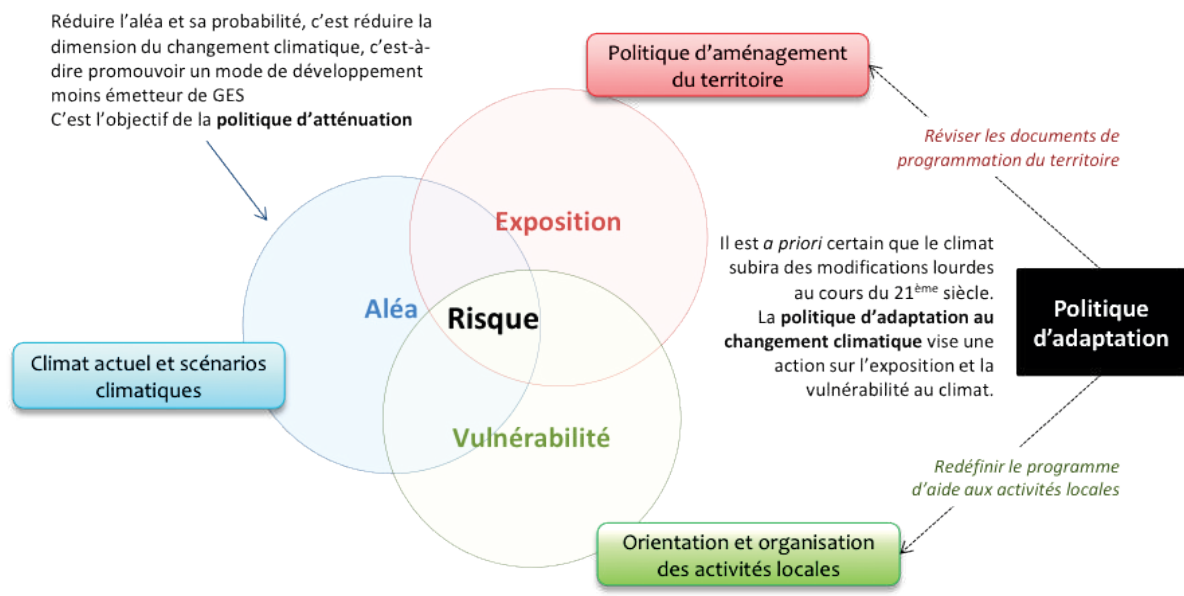 Réduire l’aléa et sa probabilité, c’est réduire la
dimension du changement climatique, c’est-à-
dire promouvoir un mode de développement
moins émetteur de GES
C’est l’objectif de la politique d’atténuation
Politique d’aménagement
du territoire
Réviser les documents de
programmation du territoire
Exposition
Aléa
Risque
Climat actuel et scénarios
climatiques
Vulnérabilité
Il est a priori certain que le climat
subira des modifications lourdes
au cours du 21ème siècle.
La politique d’adaptation au
changement climatique vise une
action sur l’exposition et la
vulnérabilité au climat.
Politique
d’adaptation
Redéfinir le programme
d’aide aux activités locales
Orientation et organisation
des activités locales